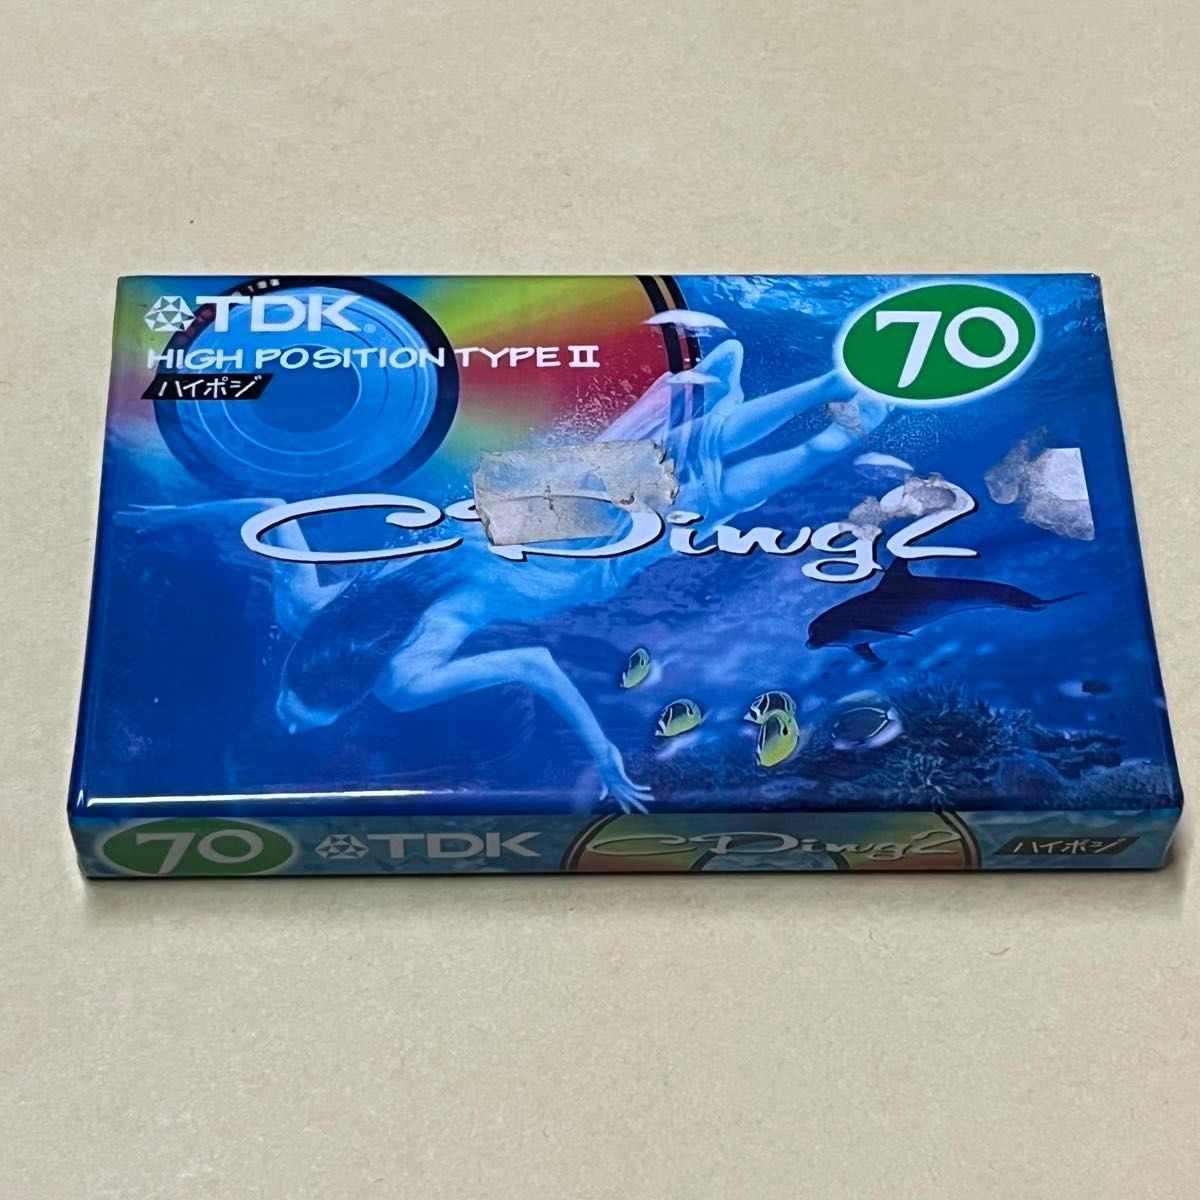 TDK®
HIGH POSITION TYPE II
ハイポジ
70
CDing2
70 TDK CDing2 ハイポジ